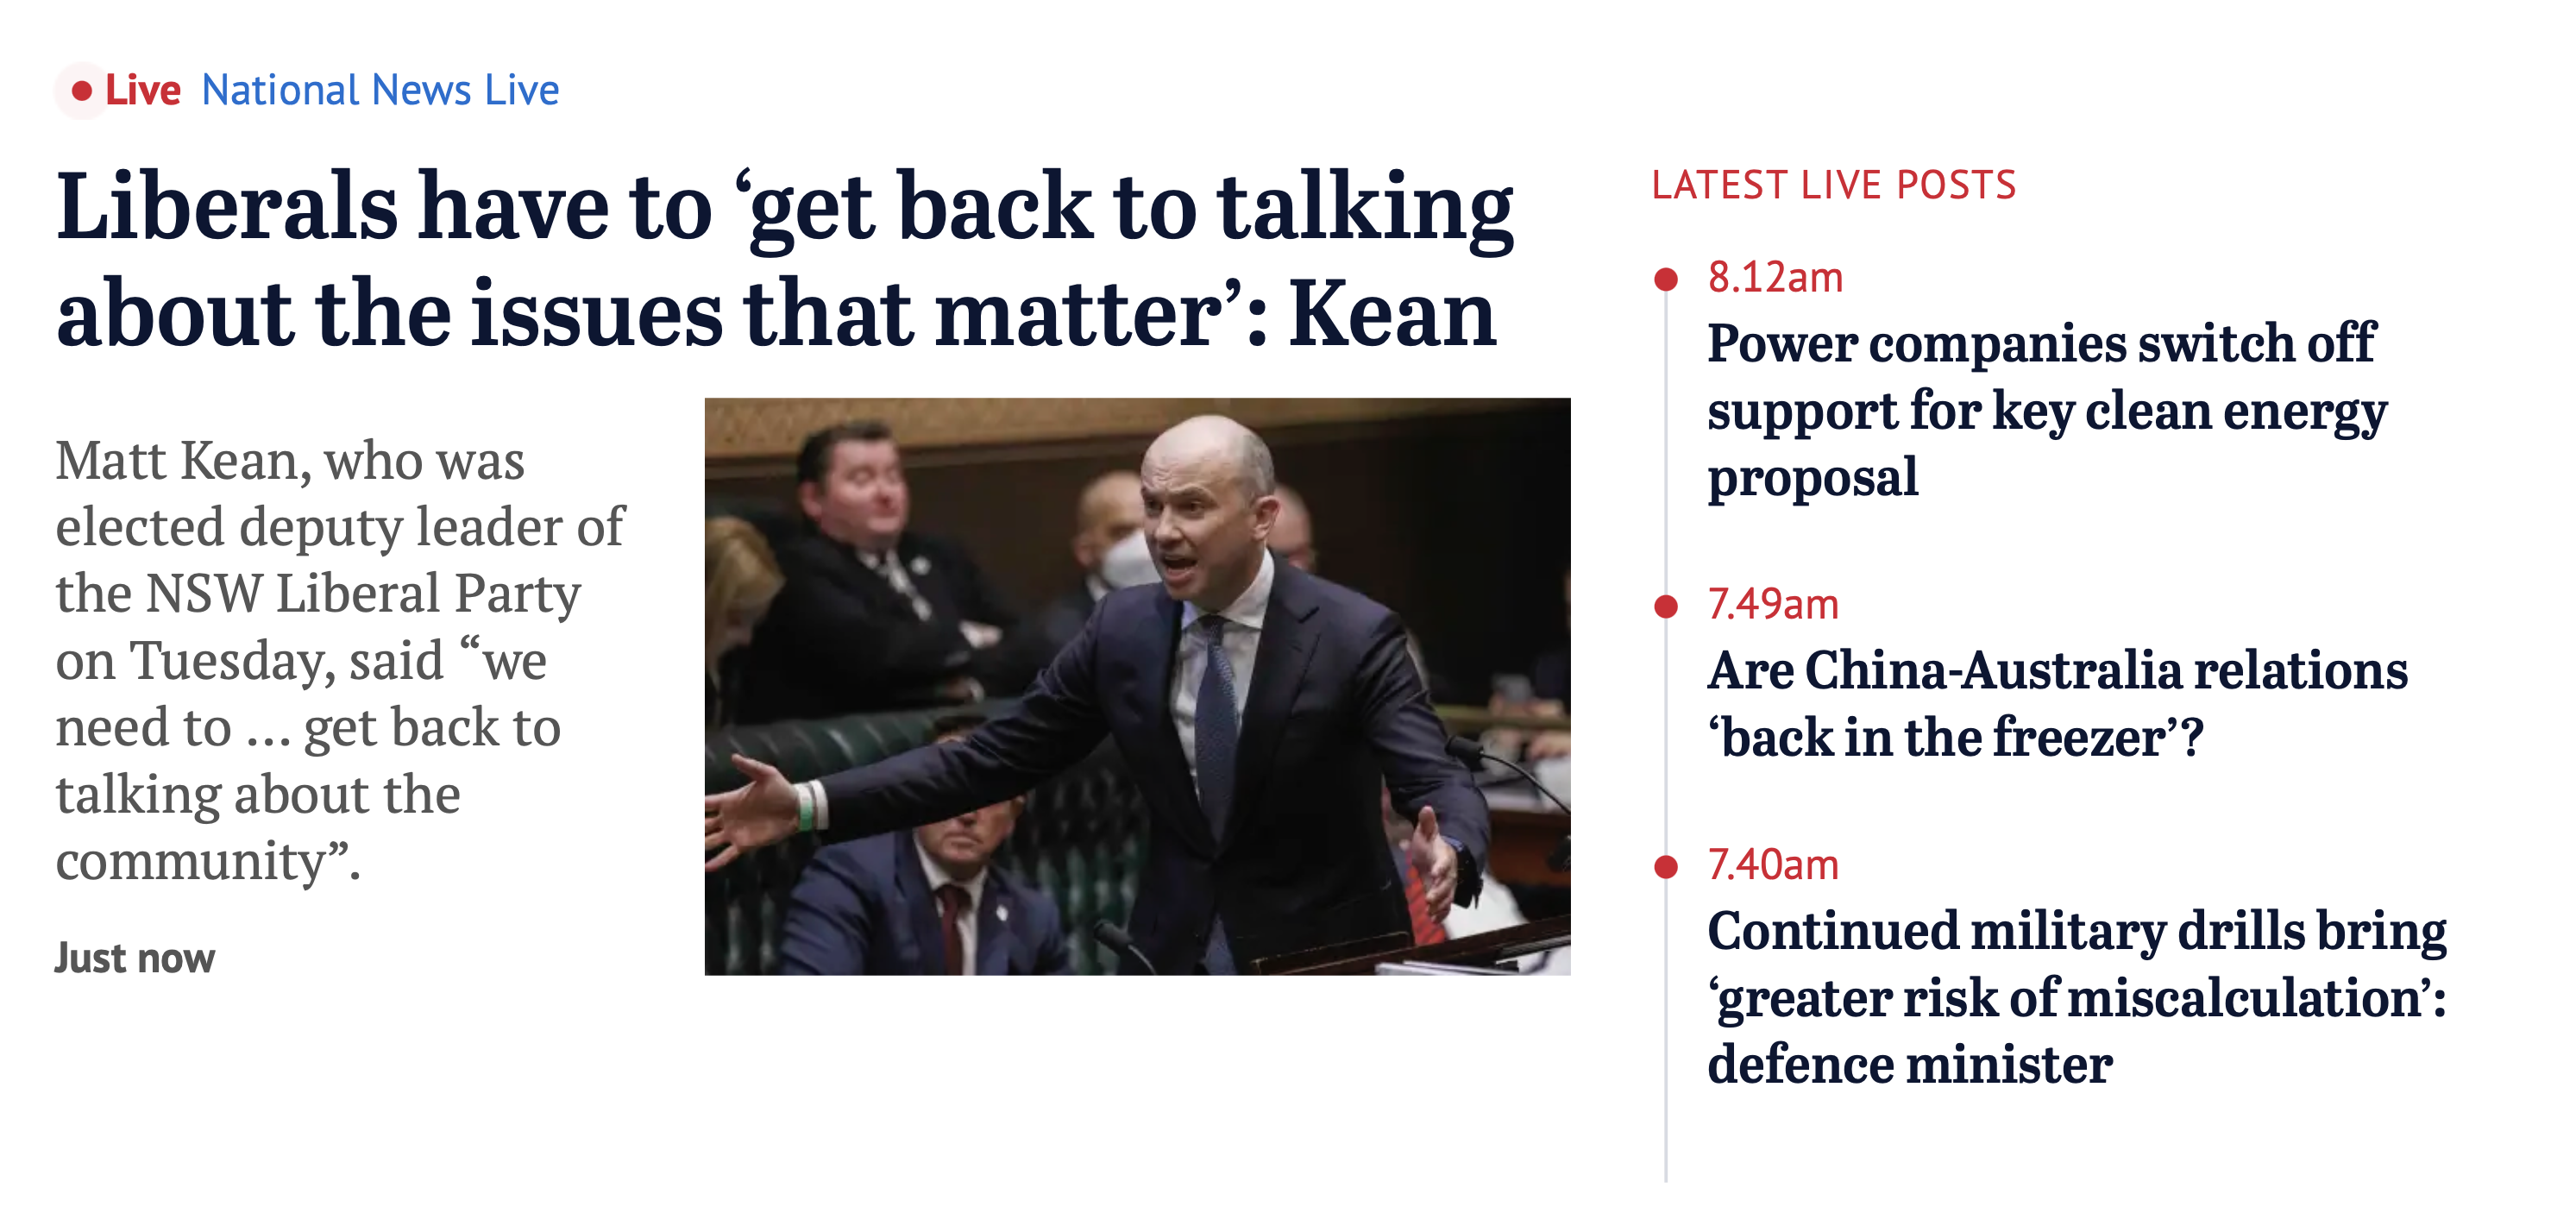 Live National News Live
Liberals have to ‘get back to talking
about the issues that matter’: Kean
Matt Kean, who was
elected deputy leader of
the NSW Liberal Party
on Tuesday, said “we
need to … get back to
talking about the
community”.
Just now
LATEST LIVE POSTS
8.12am
Power companies switch off
support for key clean energy
proposal
7.49am
Are China-Australia relations
‘back in the freezer’?
7.40am
Continued military drills bring
‘greater risk of miscalculation’:
defence minister